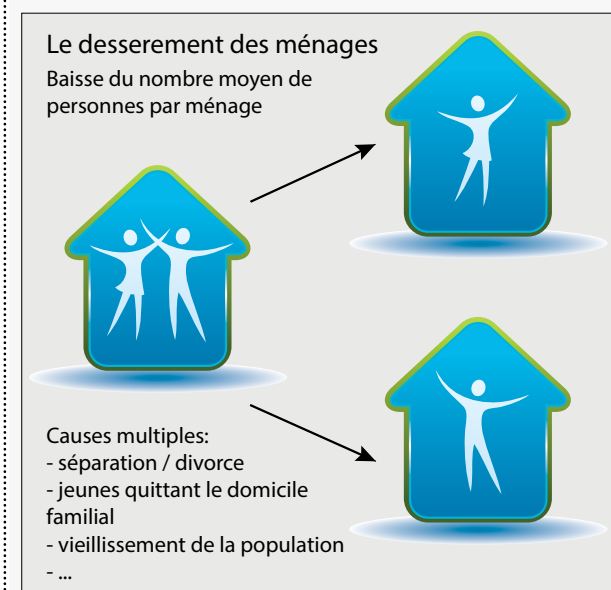 Le desserement des ménages
Baisse du nombre moyen de
personnes par ménage
Causes multiples:
- séparation / divorce
- jeunes quittant le domicile
familial
- vieillissement de la population
- ...